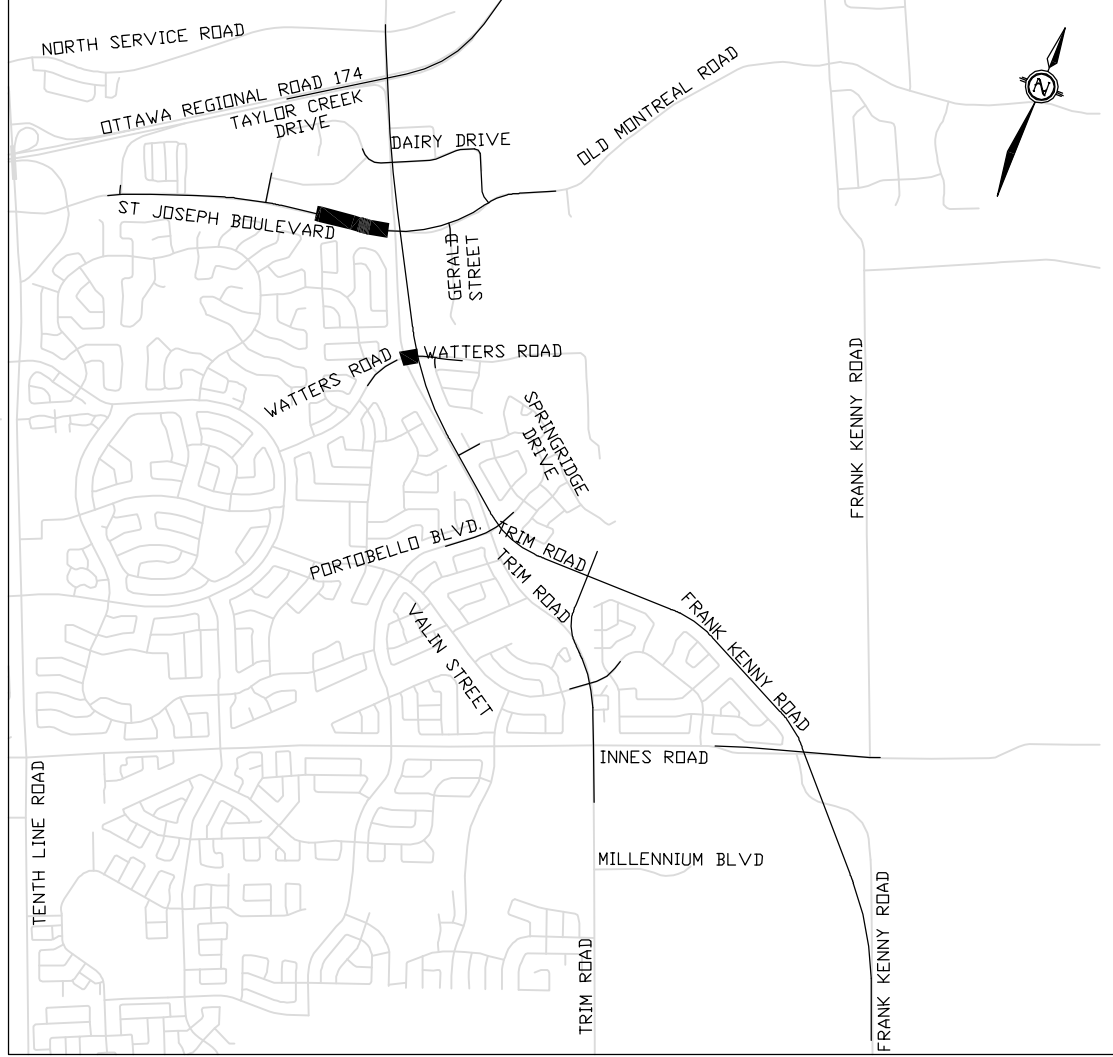 NORTH SERVICE ROAD
OTTAWA REGIONAL ROAD 174
TAYLOR CREEK
DRIVE
DAIRY DRIVE
OLD MONTREAL ROAD
N
ST JOSEPH BOULEVARD
GERALD
STREET
WATTERS ROAD
WATTERS ROAD
FRANK KENNY ROAD
SPRINGRIDGE
DRIVE
PORTOBELLO BLVD.
TRIM ROAD
TRIM ROAD
VALIN STREET
FRANK KENNY ROAD
INNES ROAD
TENTH LINE ROAD
MILLENNIUM BLVD
TRIM ROAD
FRANK KENNY ROAD